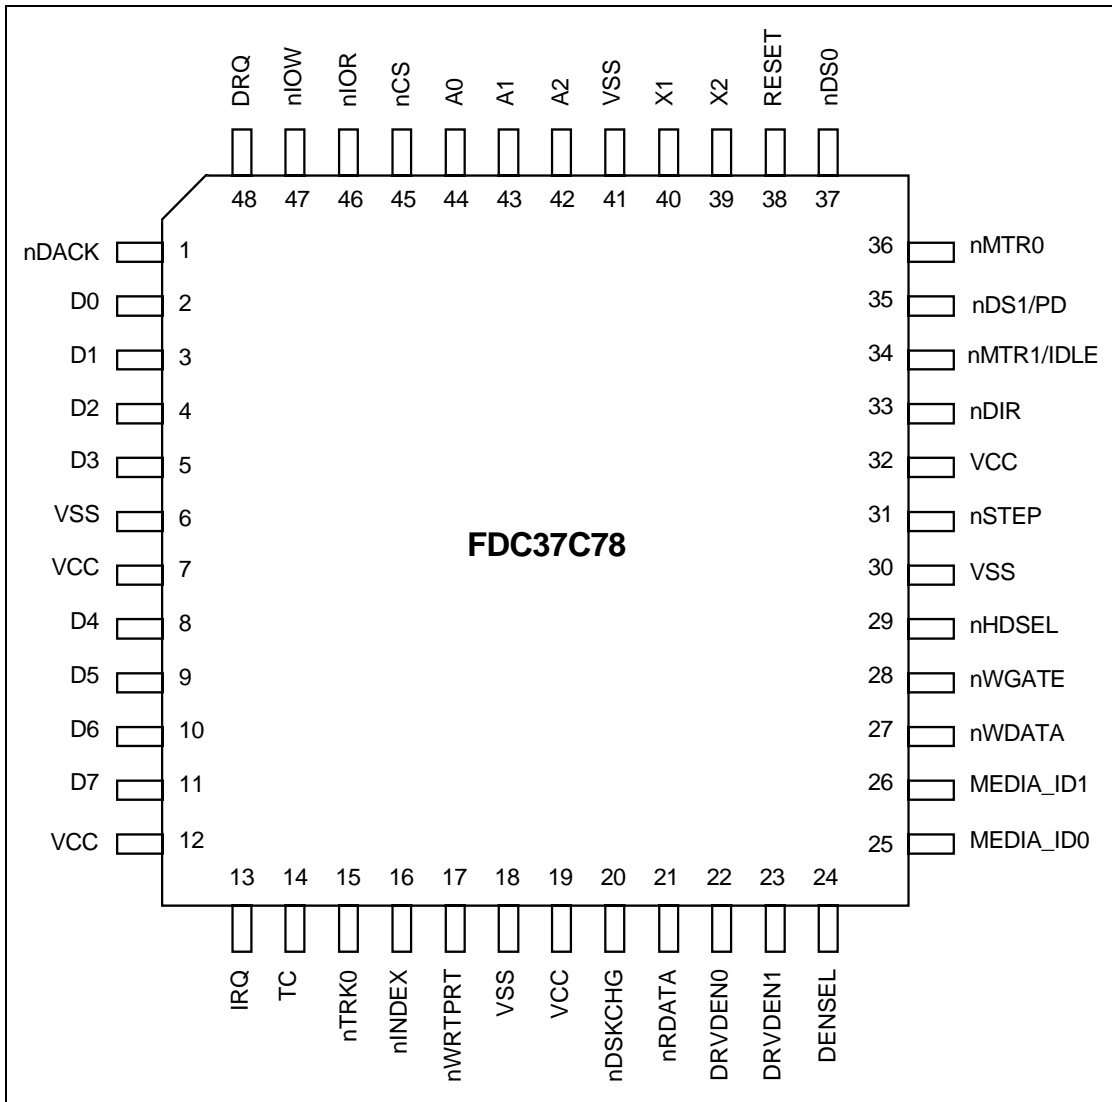 DRQ
nIOW
nIOR
nCS
A0
A1
A2
VSS
X1
X2
RESET
nDS0
48 47 46 45 44 43 42 41 40 39 38 37
nDACK 1
D0 2
D1 3
D2 4
D3 5
VSS 6
VCC 7
D4 8
D5 9
D6 10
D7 11
VCC 12
FDC37C78
36 nMTR0
35 nDS1/PD
34 nMTR1/IDLE
33 nDIR
32 VCC
31 nSTEP
30 VSS
29 nHDSEL
28 nWGATE
27 nWDATA
26 MEDIA_ID1
25 MEDIA_ID0
13 14 15 16 17 18 19 20 21 22 23 24
IRQ
TC
nTRK0
nINDEX
nWRTPRT
VSS
VCC
nDSKCHG
nRDATA
DRVDEN0
DRVDEN1
DENSEL